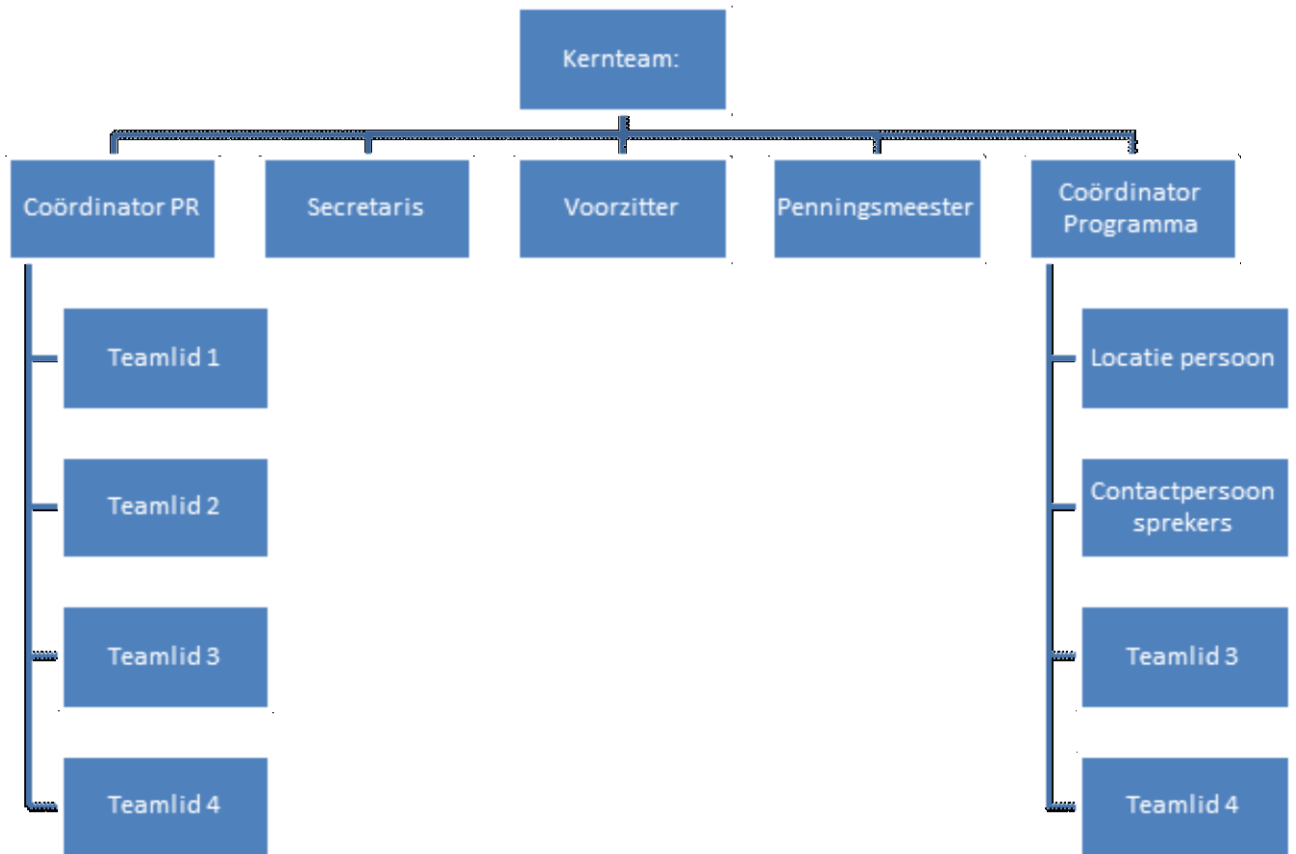 Kernteam:
Coördinator PR
Secretaris
Voorzitter
Penningsmeester
Coördinator
Programma
Teamlid 1
Teamlid 2
Teamlid 3
Teamlid 4
Locatie persoon
Contactpersoon
sprekers
Teamlid 3
Teamlid 4